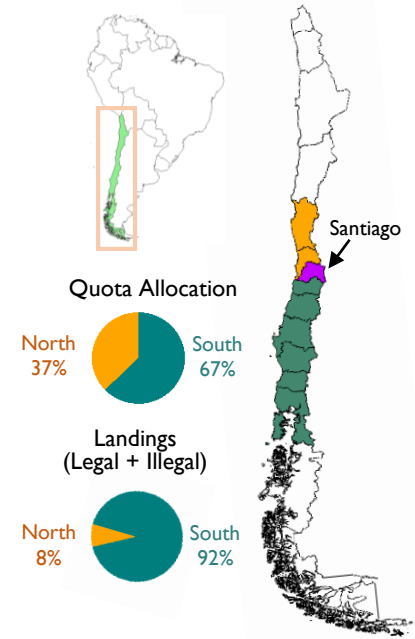 Santiago
Quota Allocation
North
37%
South
67%
Landings
(Legal + Illegal)
North
8%
South
92%